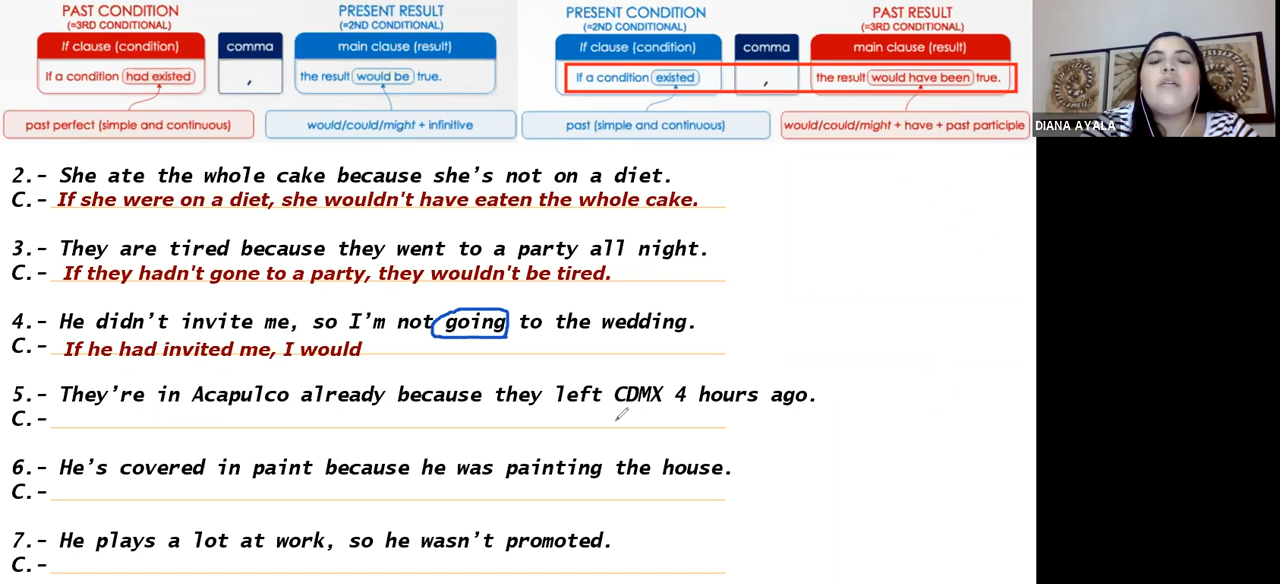 PAST CONDITION
(=3RD CONDITIONAL)
PRESENT RESULT
(=2ND CONDITIONAL)
If clause (condition)
comma
main clause (result)
If a condition had existed
,
the result would be true.
past perfect (simple and continuous)
would/could/might + infinitive
PRESENT CONDITION
(=2ND CONDITIONAL)
PAST RESULT
(=3RD CONDITIONAL)
If clause (condition)
comma
main clause (result)
If a condition existed
,
the result would have been true.
past (simple and continuous)
would/could/might + have + past participle
DIANA AYALA
2.- She ate the whole cake because she's not on a diet.
C.- If she were on a diet, she wouldn't have eaten the whole cake.
3.- They are tired because they went to a party all night.
C.- If they hadn't gone to a party, they wouldn't be tired.
4.- He didn't invite me, so I'm not going to the wedding.
C.- If he had invited me, I would
5.- They're in Acapulco already because they left CDMX 4 hours ago.
C.-
6.- He's covered in paint because he was painting the house.
C.-
7.- He plays a lot at work, so he wasn't promoted.
C.-